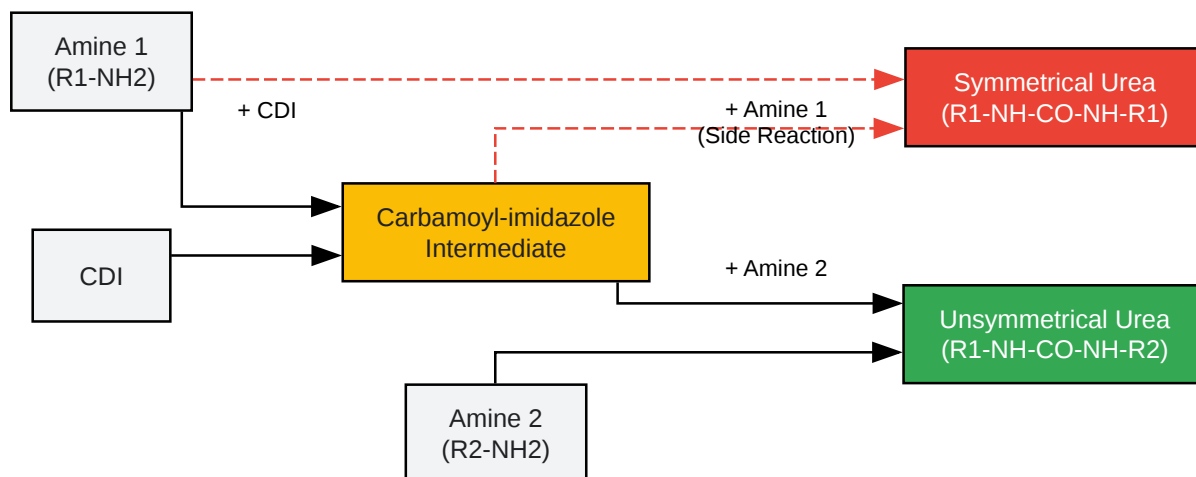 Amine 1
(R1-NH2)
Symmetrical Urea
(R1-NH-CO-NH-R1)
+ CDI
+ Amine 1
(Side Reaction)
Carbamoyl-imidazole
Intermediate
CDI
+ Amine 2
Unsymmetrical Urea
(R1-NH-CO-NH-R2)
Amine 2
(R2-NH2)